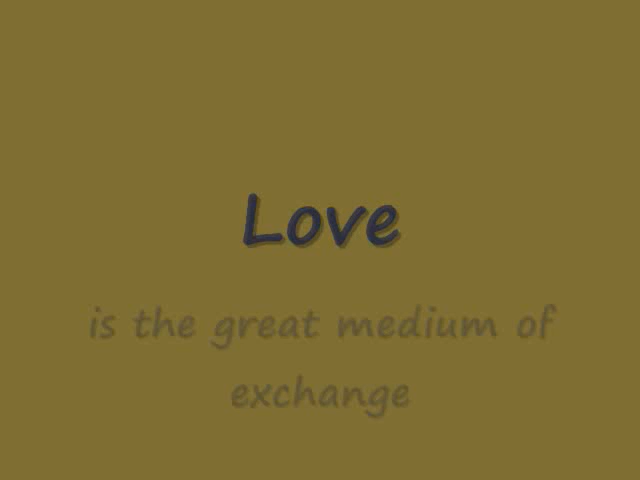 Love
is the great medium of
exchange